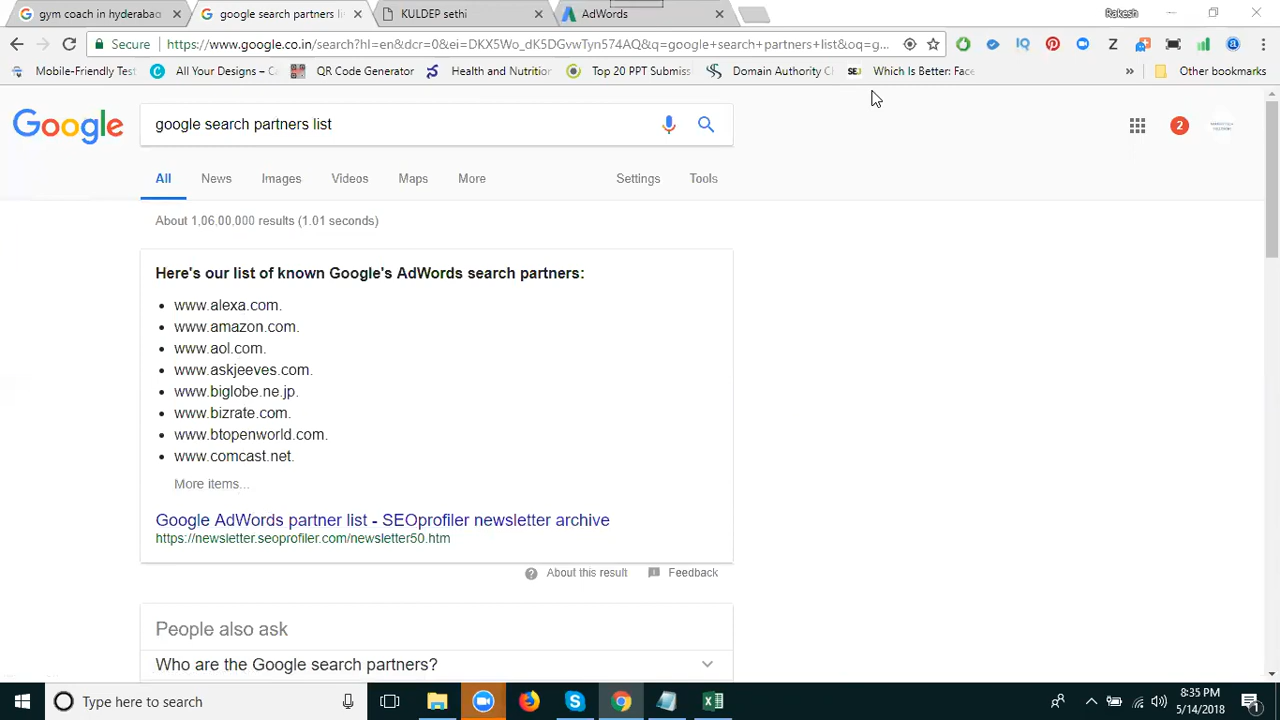 gym coach in hyderabad
google search partners li
KULDEP sethi
AdWords
Rakesh
Secure
https://www.google.co.in/search?hl=en&dcr=0&ei=DKX5Wo_dK5DGvwTyn574AQ&q=google+search+partners+list&oq=g...
Mobile-Friendly Test
All Your Designs – Ca
QR Code Generator
Health and Nutrition
Top 20 PPT Submiss
Domain Authority C
SEJ
Which Is Better: Face
»
Other bookmarks
Google
google search partners list
2
All
News
Images
Videos
Maps
More
Settings
Tools
About 1,06,00,000 results (1.01 seconds)
Here's our list of known Google's AdWords search partners:
• www.alexa.com.
• www.amazon.com.
• www.aol.com.
• www.askjeeves.com.
• www.biglobe.ne.jp.
• www.bizrate.com.
• www.btopenworld.com.
• www.comcast.net.
More items...
Google AdWords partner list - SEOprofiler newsletter archive
https://newsletter.seoprofiler.com/newsletter50.htm
About this result
Feedback
People also ask
Who are the Google search partners?
Type here to search
8:35 PM
5/14/2018
1